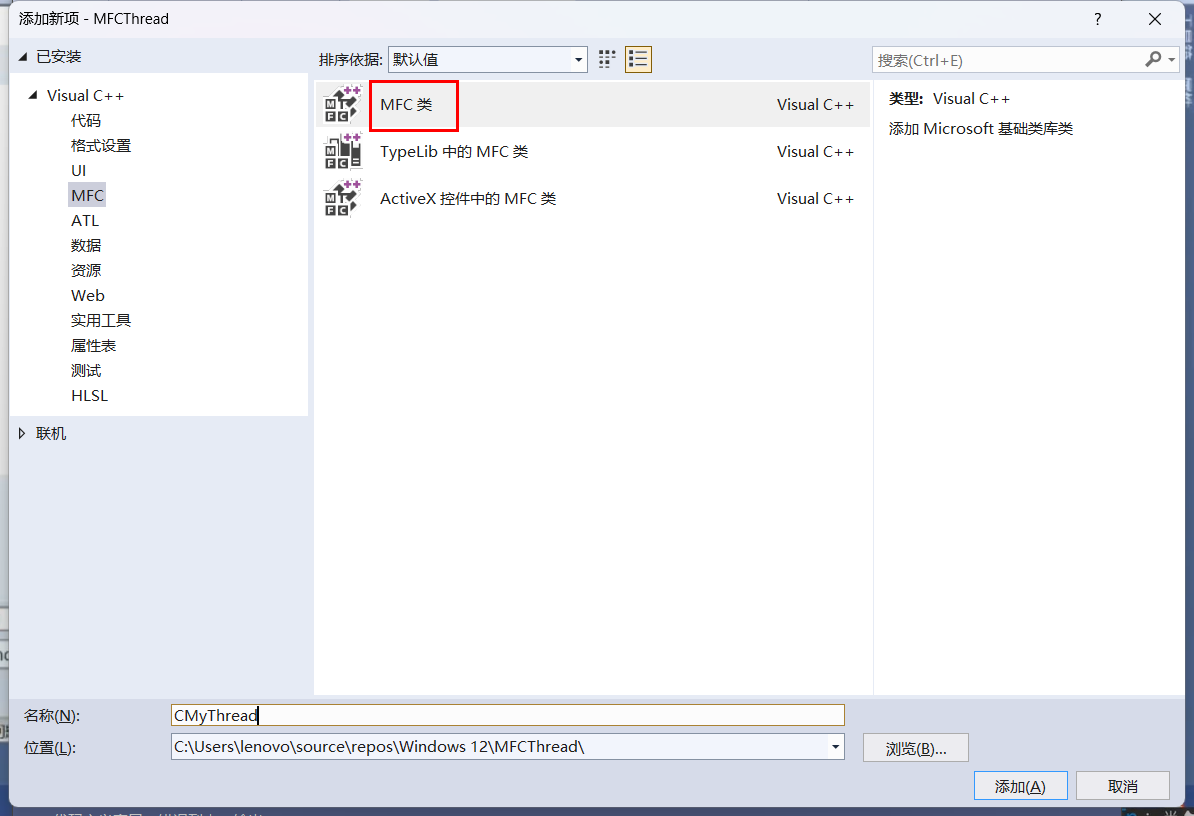 添加新项 - MFCThread
?
已安装
Visual C++
代码
格式设置
UI
MFC
ATL
数据
资源
Web
实用工具
属性表
测试
HLSL
联机
排序依据: 默认值
MFC 类 Visual C++
TypeLib 中的 MFC 类 Visual C++
ActiveX 控件中的 MFC 类 Visual C++
搜索(Ctrl+E)
类型: Visual C++
添加 Microsoft 基础类库类
名称(N): CMyThread
位置(L): C:\Users\lenovo\source\repos\Windows 12\MFCThread\
浏览(B)...
添加(A) 取消